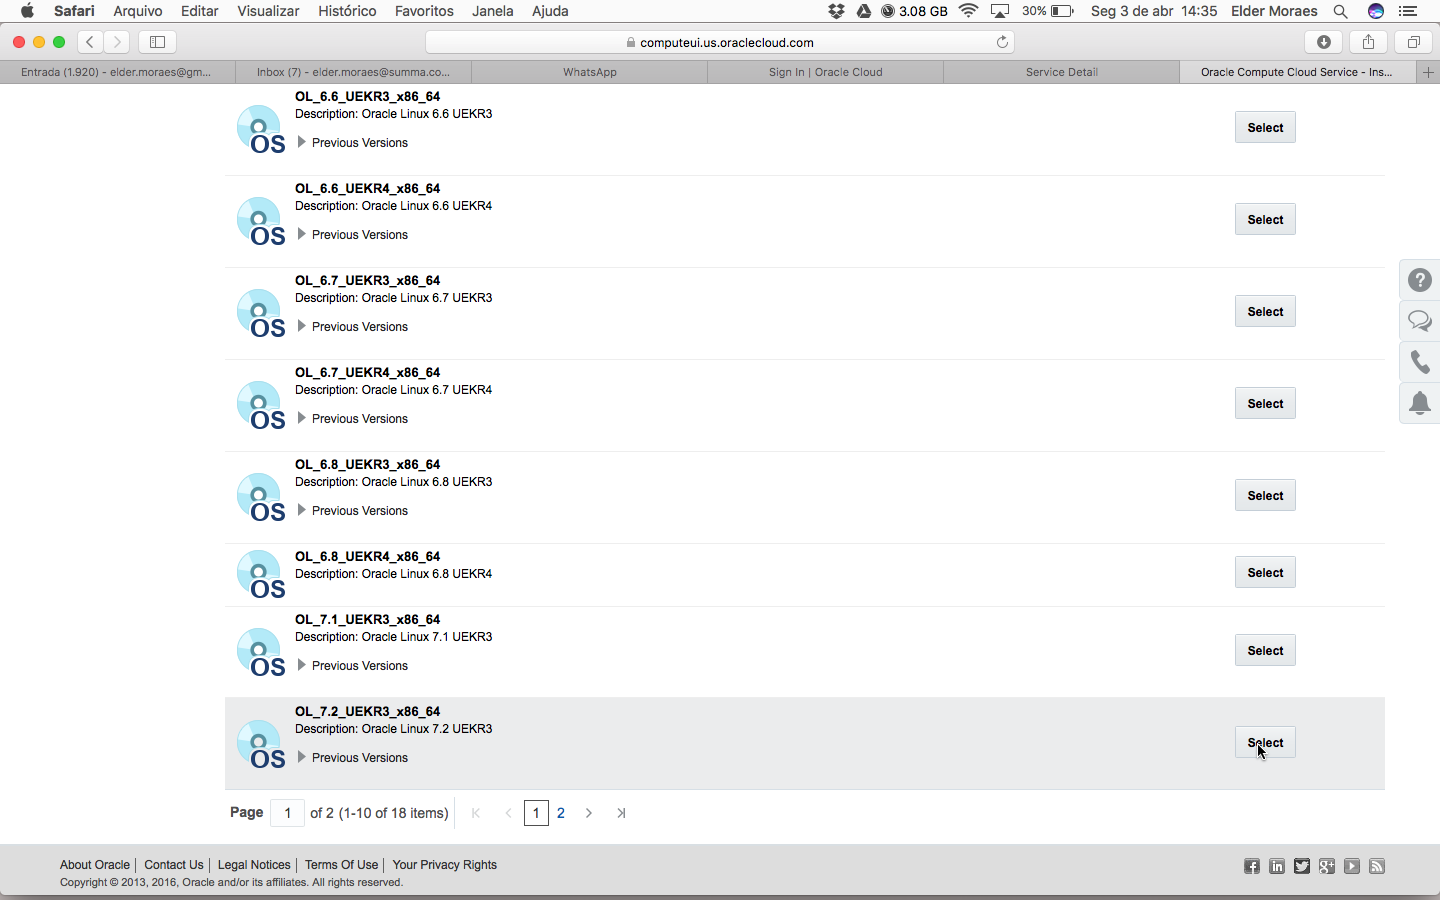 Safari Arquivo Editar Visualizar Histórico Favoritos Janela Ajuda 3.08 GB 30% Seg 3 de abr 14:35 Elder Moraes
computeui.us.oraclecloud.com
Entrada (1.920) - elder.moraes@gm... Inbox (7) - elder.moraes@summa.co... WhatsApp Sign In | Oracle Cloud Service Detail Oracle Compute Cloud Service - Ins...
OL_6.6_UEKR3_x86_64
Description: Oracle Linux 6.6 UEKR3
OS Select
Previous Versions
OL_6.6_UEKR4_x86_64
Description: Oracle Linux 6.6 UEKR4
OS Select
Previous Versions
OL_6.7_UEKR3_x86_64
Description: Oracle Linux 6.7 UEKR3
OS Select
Previous Versions
OL_6.7_UEKR4_x86_64
Description: Oracle Linux 6.7 UEKR4
OS Select
Previous Versions
OL_6.8_UEKR3_x86_64
Description: Oracle Linux 6.8 UEKR3
OS Select
Previous Versions
OL_6.8_UEKR4_x86_64
Description: Oracle Linux 6.8 UEKR4
OS Select
OL_7.1_UEKR3_x86_64
Description: Oracle Linux 7.1 UEKR3
OS Select
Previous Versions
OL_7.2_UEKR3_x86_64
Description: Oracle Linux 7.2 UEKR3
OS Select
Previous Versions
Page 1 of 2 (1-10 of 18 items) 1 2
About Oracle | Contact Us | Legal Notices | Terms Of Use | Your Privacy Rights
Copyright © 2013, 2016, Oracle and/or its affiliates. All rights reserved.